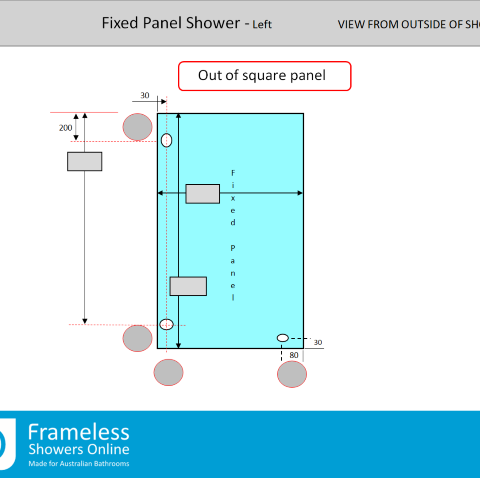 Fixed Panel Shower - Left
VIEW FROM OUTSIDE OF
Out of square panel
30
200
Fixed Panel
30
80
Frameless
Showers Online
Made for Australian Bathrooms